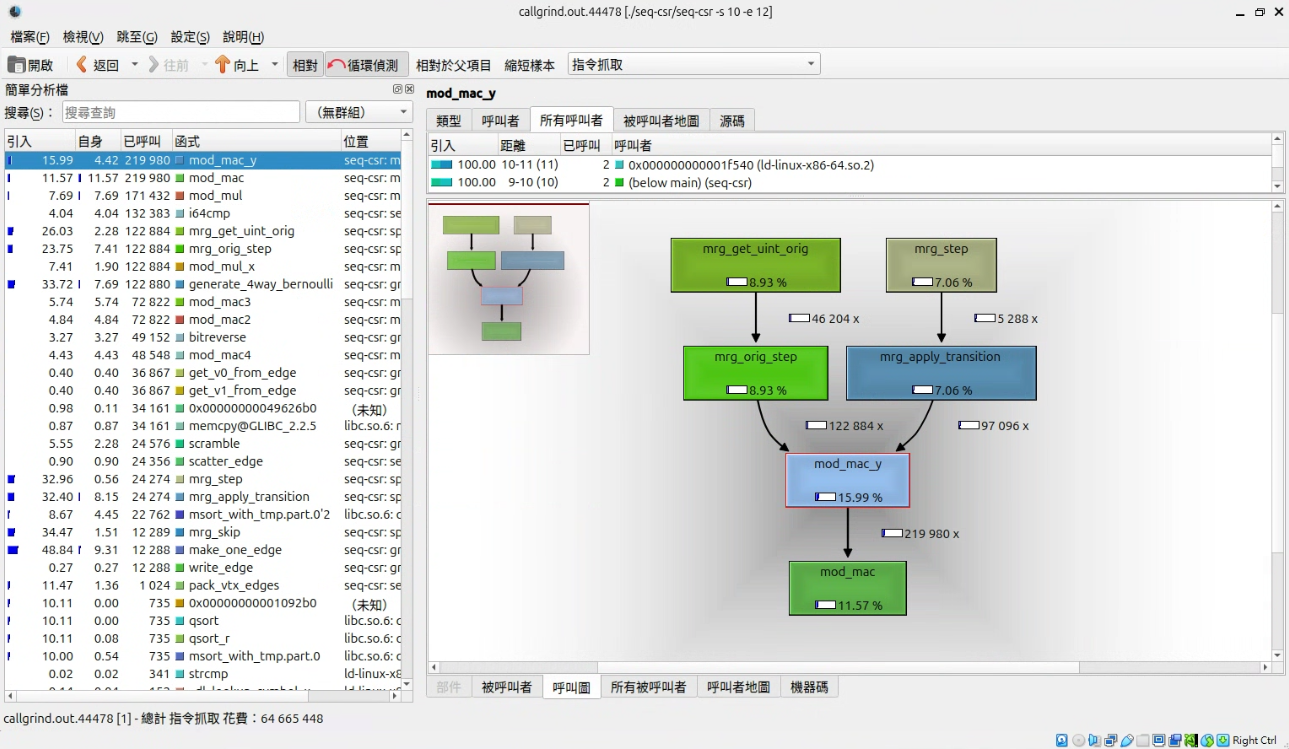 callgrind.out.44478 [./seq-csr/seq-csr -s 10 -e 12]
檔案(F) 檢視(V) 跳至(G) 設定(S) 說明(H)
開啟 返回 往前 向上 相對 循環偵測 相對於父項目 縮短樣本 指令抓取
簡單分析檔
搜尋(S)： 搜尋查詢 （無群組）
引入 自身 已呼叫 函式 位置
15.99 4.42 219 980 mod_mac_y seq-csr: m
11.57 11.57 219 980 mod_mac seq-csr: m
7.69 7.69 171 432 mod_mul seq-csr: m
4.04 4.04 132 383 i64cmp seq-csr: se
26.03 2.28 122 884 mrg_get_uint_orig seq-csr: sp
23.75 7.41 122 884 mrg_orig_step seq-csr: sp
7.41 1.90 122 884 mod_mul_x seq-csr: m
33.72 7.69 122 880 generate_4way_bernoulli seq-csr: gr
5.74 5.74 72 822 mod_mac3 seq-csr: m
4.84 4.84 72 822 mod_mac2 seq-csr: m
3.27 3.27 49 152 bitreverse seq-csr: gr
4.43 4.43 48 548 mod_mac4 seq-csr: m
0.40 0.40 36 867 get_v0_from_edge seq-csr: gr
0.40 0.40 36 867 get_v1_from_edge seq-csr: gr
0.98 0.11 34 161 0x00000000049626b0 （未知）
0.87 0.87 34 161 memcpy@GLIBC_2.2.5 libc.so.6: m
5.55 2.28 24 576 scramble seq-csr: gr
0.90 0.90 24 356 scatter_edge seq-csr: se
32.96 0.56 24 274 mrg_step seq-csr: sp
32.40 8.15 24 274 mrg_apply_transition seq-csr: sp
8.67 4.45 22 762 msort_with_tmp.part.0'2 libc.so.6: c
34.47 1.51 12 289 mrg_skip seq-csr: sp
48.84 9.31 12 288 make_one_edge seq-csr: gr
0.27 0.27 12 288 write_edge seq-csr: gr
11.47 1.36 1 024 pack_vtx_edges seq-csr: se
10.11 0.00 735 0x00000000001092b0 （未知）
10.11 0.00 735 qsort libc.so.6: c
10.11 0.08 735 qsort_r libc.so.6: c
10.00 0.54 735 msort_with_tmp.part.0 libc.so.6: c
0.02 0.02 341 strcmp ld-linux-x8
mod_mac_y
類型 呼叫者 所有呼叫者 被呼叫者地圖 源碼
引入 距離 已呼叫 呼叫者
100.00 10-11 (11) 2 0x000000000001f540 (ld-linux-x86-64.so.2)
100.00 9-10 (10) 2 (below main) (seq-csr)
mrg_get_uint_orig
8.93 %
mrg_step
7.06 %
46 204 x
5 288 x
mrg_orig_step
8.93 %
mrg_apply_transition
7.06 %
122 884 x
97 096 x
mod_mac_y
15.99 %
219 980 x
mod_mac
11.57 %
部件 被呼叫者 呼叫圖 所有被呼叫者 呼叫者地圖 機器碼
callgrind.out.44478 [1] - 總計 指令抓取 花費：64 665 448
Right Ctrl